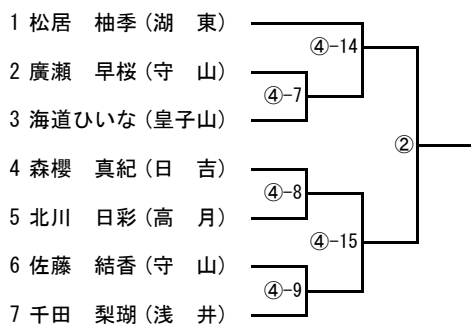 1 松居　柚季（湖　東）
④-14
2 廣瀬　早桜（守　山）
④-7
3 海道ひいな（皇子山）
②
4 森櫻　真紀（日　吉）
④-8
5 北川　日彩（高　月）
④-15
6 佐藤　結香（守　山）
④-9
7 千田　梨瑚（浅　井）